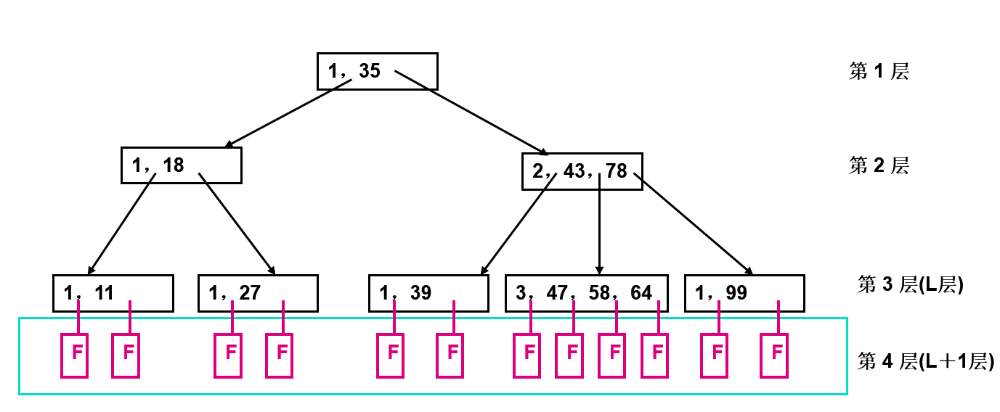 1，35
第 1 层
1，18
2，43，78
第 2 层
1，11
1，27
1，39
3，47，58，64
1，99
第 3 层(L层)
F F F F F F F F F F F F
第 4 层(L＋1层)